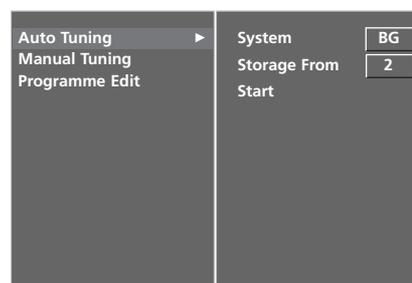 Auto Tuning ►
Manual Tuning
Programme Edit
System BG
Storage From 2
Start